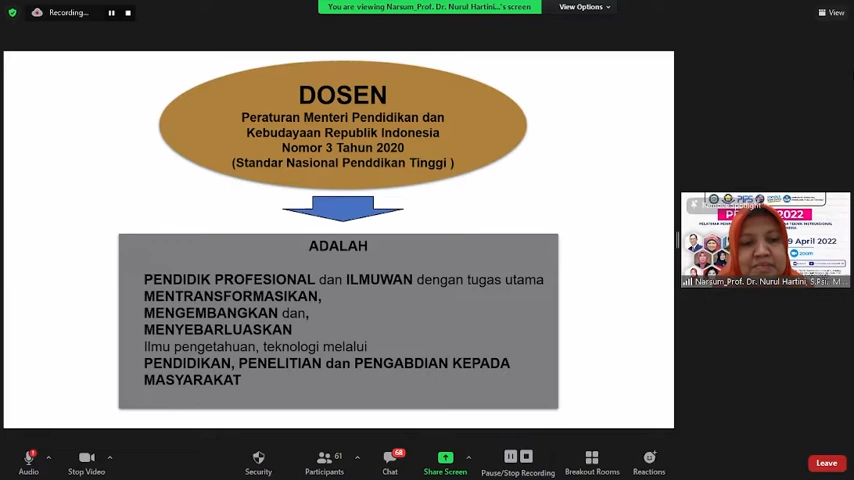 Recording...
You are viewing Narsum_Prof. Dr. Nurul Hartini...'s screen
View Options
View
DOSEN
Peraturan Menteri Pendidikan dan
Kebudayaan Republik Indonesia
Nomor 3 Tahun 2020
(Standar Nasional Penddikan Tinggi )
ADALAH
PENDIDIK PROFESIONAL dan ILMUWAN dengan tugas utama
MENTRANSFORMASIKAN,
MENGEMBANGKAN dan,
MENYEBARLUASKAN
Ilmu pengetahuan, teknologi melalui
PENDIDIKAN, PENELITIAN dan PENGABDIAN KEPADA
MASYARAKAT
2022
9 April 2022
zoom
Narsum_Prof. Dr. Nurul Hartini, S.Psi., M...
Audio
Stop Video
Security
61
Participants
68
Chat
Share Screen
Pause/Stop Recording
Breakout Rooms
Reactions
Leave